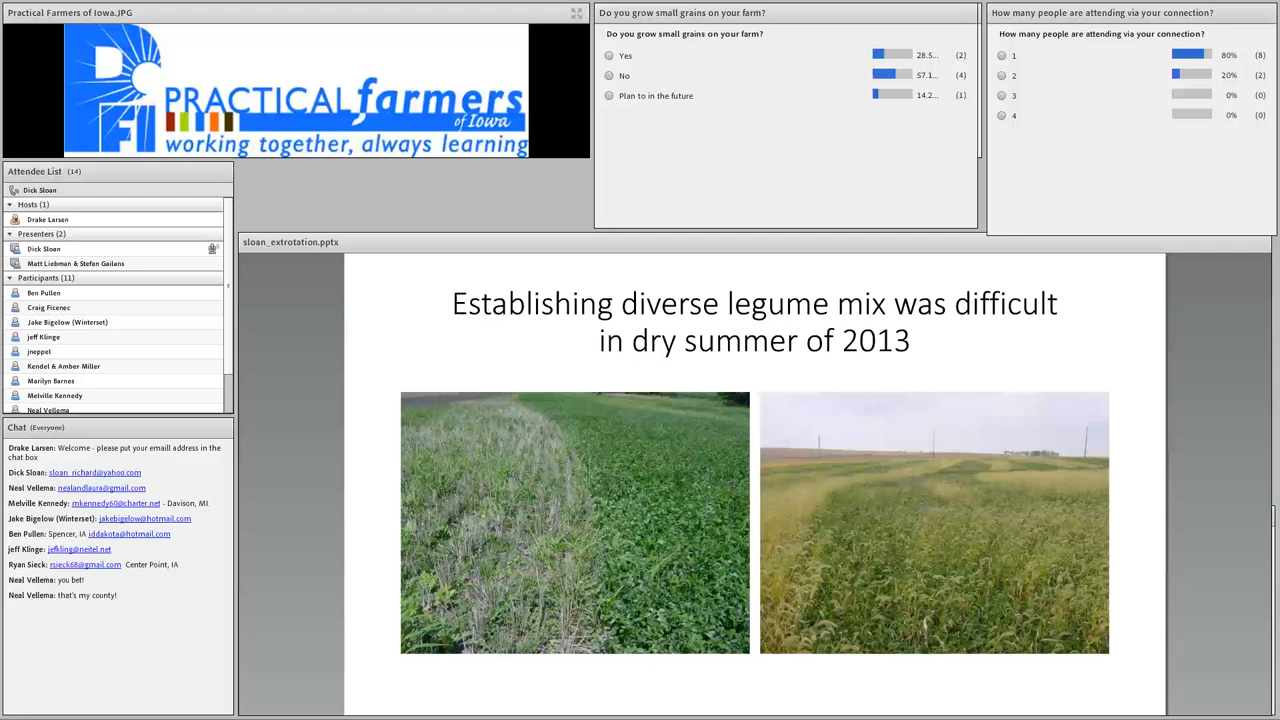 Practical Farmers of Iowa.JPG
PFI
PRACTICAL farmers
of Iowa
working together, always learning
Do you grow small grains on your farm?
Do you grow small grains on your farm?
Yes 28.5... (2)
No 57.1... (4)
Plan to in the future 14.2... (1)
How many people are attending via your connection?
How many people are attending via your connection?
1 80% (8)
2 20% (2)
3 0% (0)
4 0% (0)
Attendee List (14)
Dick Sloan
Hosts (1)
Drake Larsen
Presenters (2)
Dick Sloan
Matt Liebman & Stefan Gailans
Participants (11)
Ben Pullen
Craig Ficenec
Jake Bigelow (Winterset)
jeff Klinge
jneppel
Kendel & Amber Miller
Marilyn Barnes
Melville Kennedy
Neal Vellema
Chat (Everyone)
Drake Larsen: Welcome - please put your emaill address in the
chat box
Dick Sloan: sloan_richard@yahoo.com
Neal Vellema: nealandlaura@gmail.com
Melville Kennedy: mkennedy60@charter.net - Davison, MI.
Jake Bigelow (Winterset): jakebigelow@hotmail.com
Ben Pullen: Spencer, IA iddakota@hotmail.com
jeff Klinge: jefkling@neitel.net
Ryan Sieck: rsieck68@gmail.com Center Point, IA
Neal Vellema: you bet!
Neal Vellema: that's my county!
sloan_extrotation.pptx
Establishing diverse legume mix was difficult
in dry summer of 2013